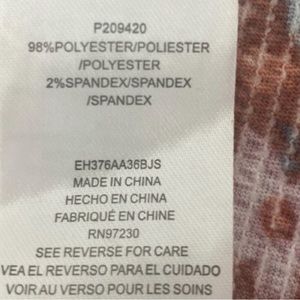 P209420
98%POLYESTER/POLIESTER
/POLYESTER
2%SPANDEX/SPANDEX
/SPANDEX
EH376AA36BJS
MADE IN CHINA
HECHO EN CHINA
FABRIQUÉ EN CHINE
RN97230
SEE REVERSE FOR CARE
VEA EL REVERSO PARA EL CUIDADO
VOIR AU VERSO POUR LES SOINS